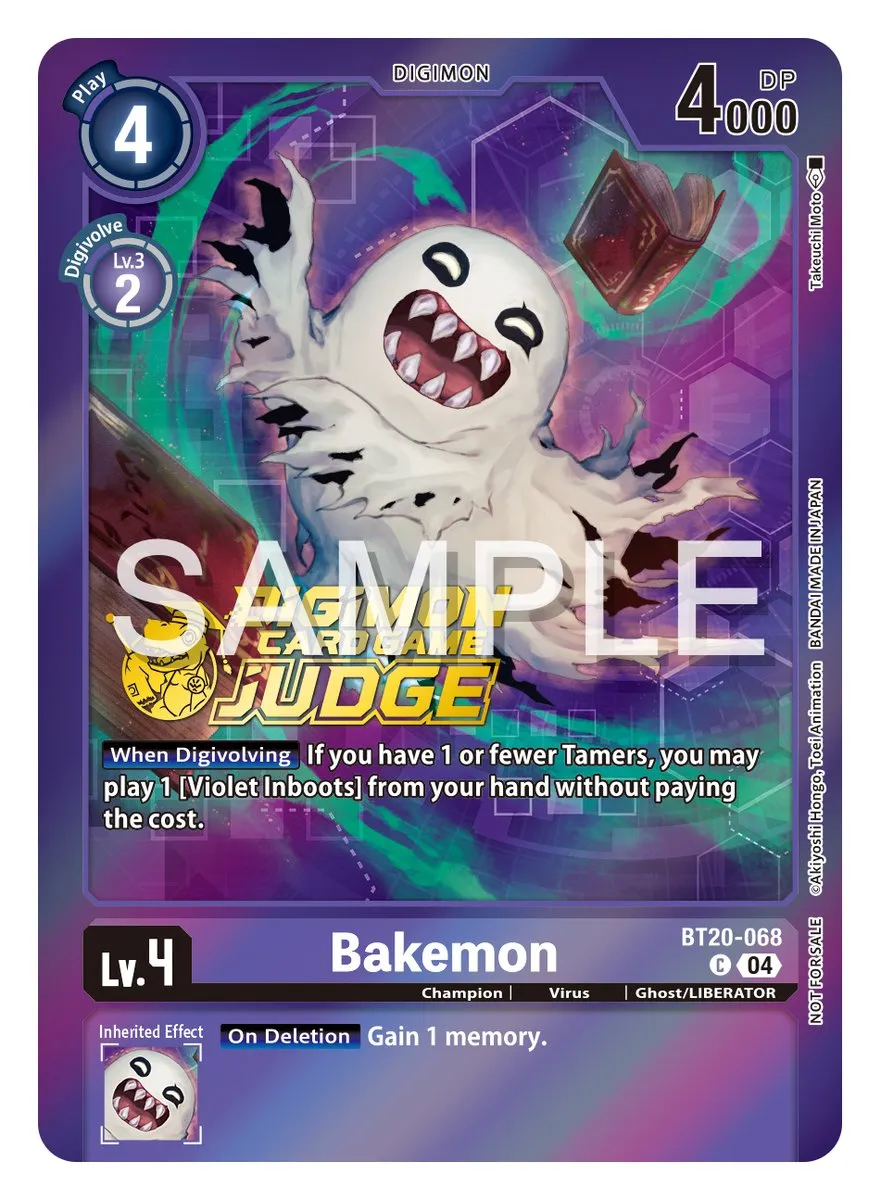 DIGIMON
Play
4
DP
4000
Digivolve
Lv.3
2
Takeuchi Moto
SAMPLE
DIGIMON
CARD GAME
JUDGE
When Digivolving If you have 1 or fewer Tamers, you may
play 1 [Violet Inboots] from your hand without paying
the cost.
©Akiyoshi Hongo, Toei Animation BANDAI MADE IN JAPAN
NOT FOR SALE
Lv.4
Bakemon
BT20-068
C 04
Champion | Virus | Ghost/LIBERATOR
Inherited Effect
On Deletion Gain 1 memory.